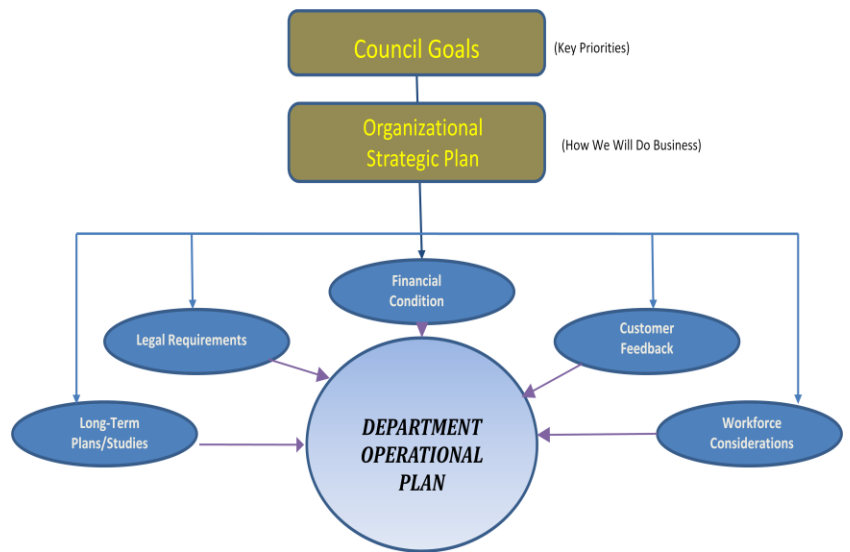 Council Goals
(Key Priorities)
Organizational
Strategic Plan
(How We Will Do Business)
Financial
Condition
Legal Requirements
Customer
Feedback
Long-Term
Plans/Studies
DEPARTMENT
OPERATIONAL
PLAN
Workforce
Considerations